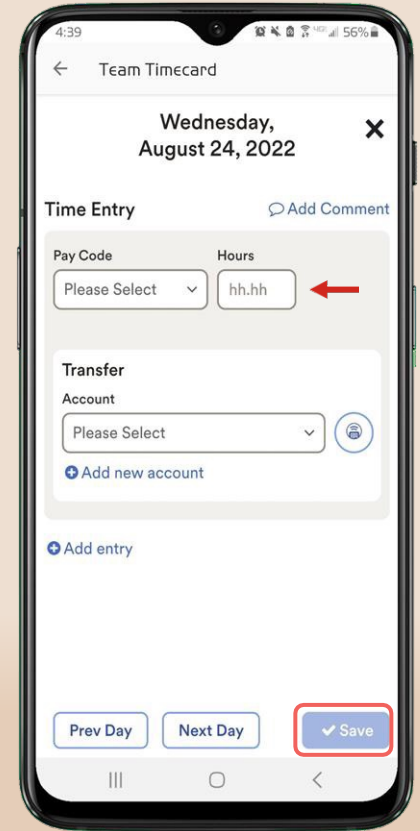 4:39
56%
Team Timecard
Wednesday,
August 24, 2022
Time Entry
Add Comment
Pay Code
Hours
Please Select
hh.hh
Transfer
Account
Please Select
Add new account
Add entry
Prev Day
Next Day
Save